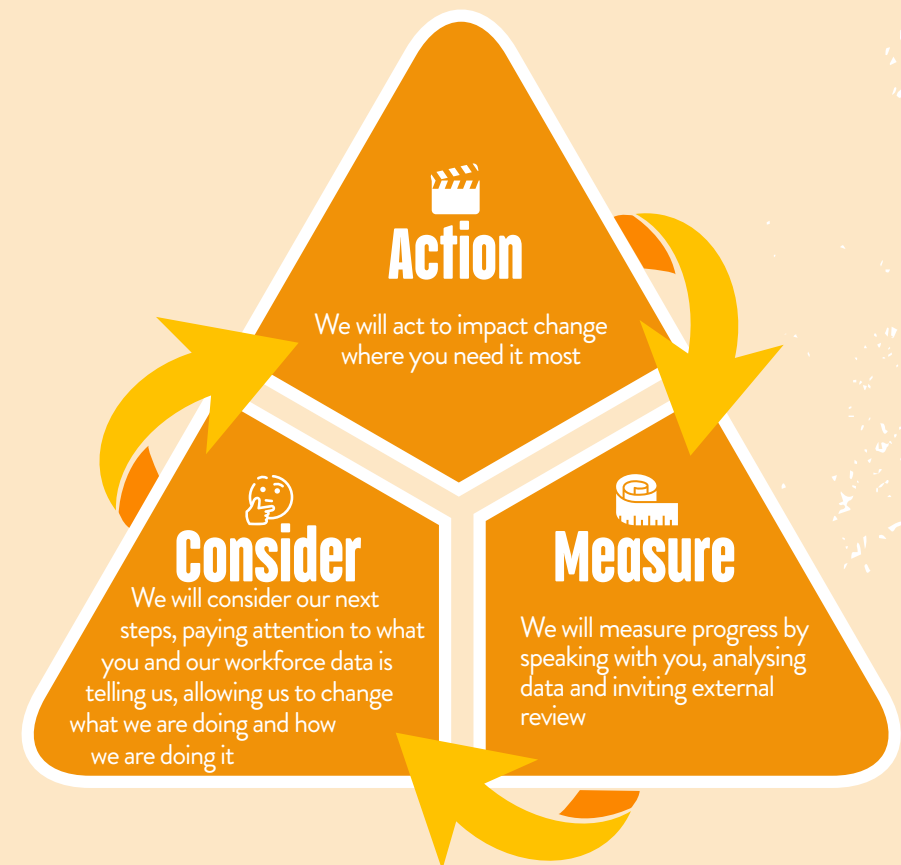 Action
We will act to impact change
where you need it most
Consider
We will consider our next
steps, paying attention to what
you and our workforce data is
telling us, allowing us to change
what we are doing and how
we are doing it
Measure
We will measure progress by
speaking with you, analysing
data and inviting external
review